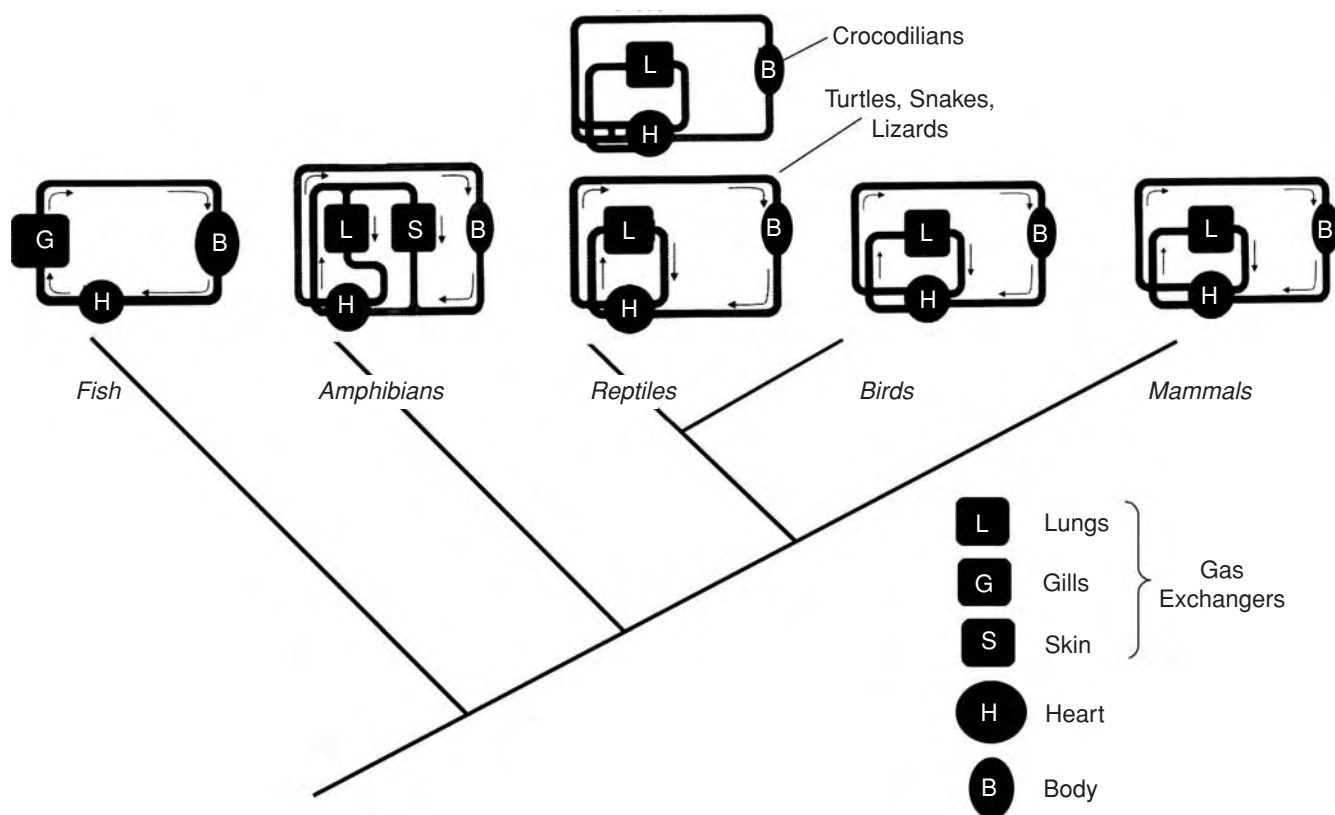 Crocodilians
L
B
H
Turtles, Snakes,
Lizards
G
B
H
L
S
B
H
L
B
H
L
B
H
L
B
H
Fish
Amphibians
Reptiles
Birds
Mammals
L
Lungs
G
Gills
S
Skin
Gas
Exchangers
H
Heart
B
Body